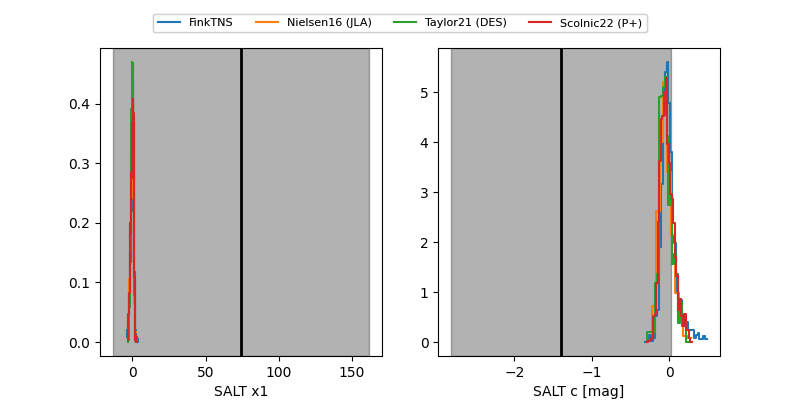 FinkTNS Nielsen16 (JLA) Taylor21 (DES) Scolnic22 (P+)
0.4
0.3
0.2
0.1
0.0
0 50 100 150
SALT x1
5
4
3
2
1
0
−2 −1 0
SALT c [mag]